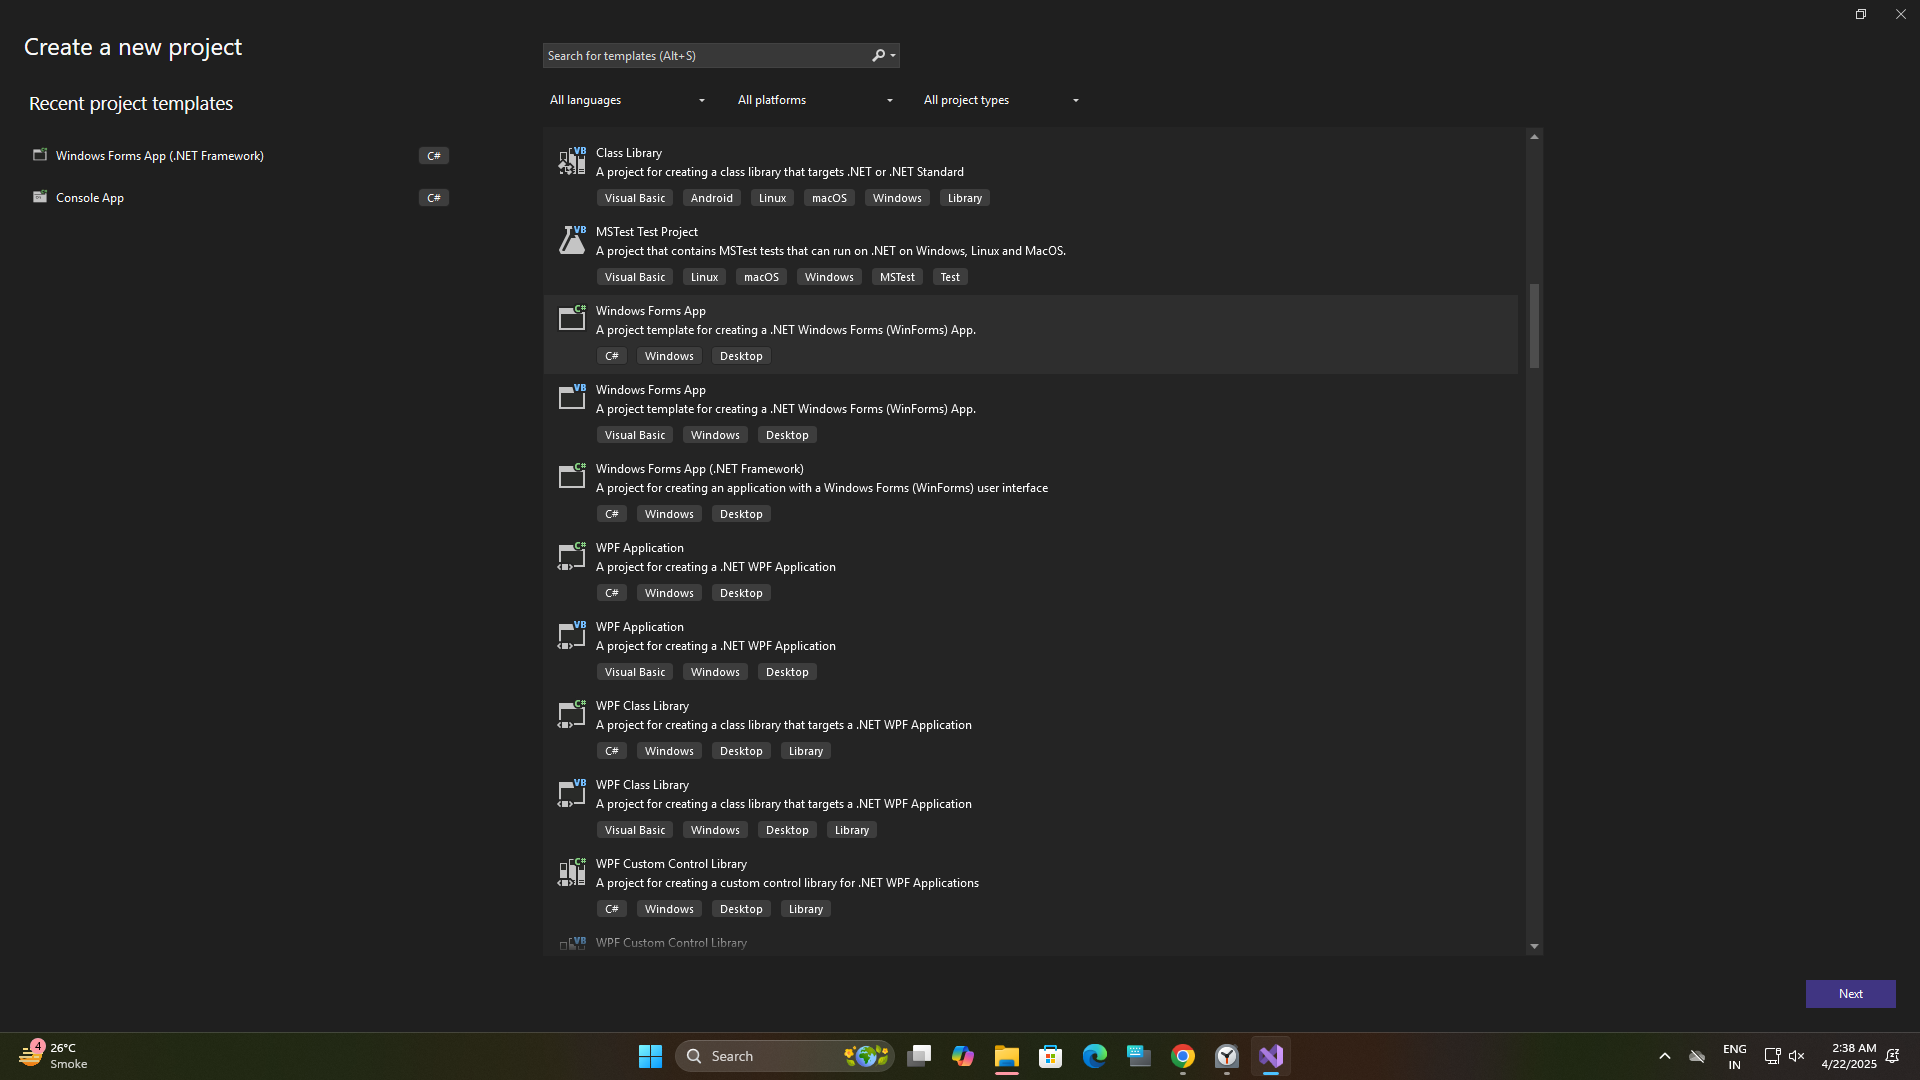 Create a new project
Recent project templates
Windows Forms App (.NET Framework) C#
Console App C#
Search for templates (Alt+S)
All languages All platforms All project types
VB Class Library
A project for creating a class library that targets .NET or .NET Standard
Visual Basic Android Linux macOS Windows Library
VB MSTest Test Project
A project that contains MSTest tests that can run on .NET on Windows, Linux and MacOS.
Visual Basic Linux macOS Windows MSTest Test
C# Windows Forms App
A project template for creating a .NET Windows Forms (WinForms) App.
C# Windows Desktop
VB Windows Forms App
A project template for creating a .NET Windows Forms (WinForms) App.
Visual Basic Windows Desktop
C# Windows Forms App (.NET Framework)
A project for creating an application with a Windows Forms (WinForms) user interface
C# Windows Desktop
C# WPF Application
A project for creating a .NET WPF Application
C# Windows Desktop
VB WPF Application
A project for creating a .NET WPF Application
Visual Basic Windows Desktop
C# WPF Class Library
A project for creating a class library that targets a .NET WPF Application
C# Windows Desktop Library
VB WPF Class Library
A project for creating a class library that targets a .NET WPF Application
Visual Basic Windows Desktop Library
C# WPF Custom Control Library
A project for creating a custom control library for .NET WPF Applications
C# Windows Desktop Library
VB WPF Custom Control Library
Next
4 26°C
Smoke
Search
ENG
IN
2:38 AM
4/22/2025